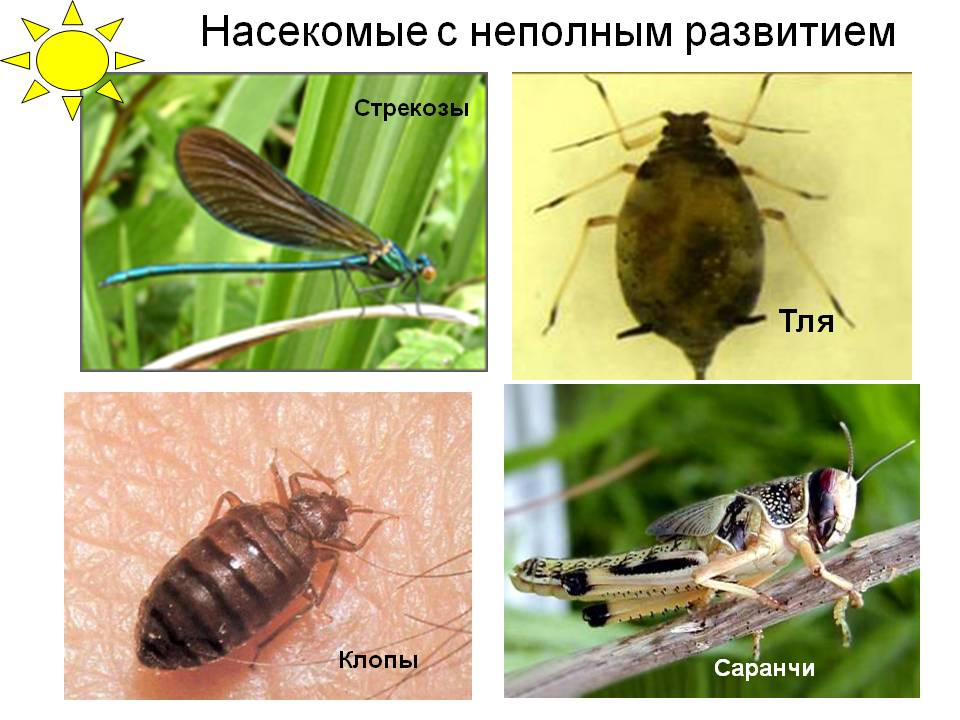 Насекомые с неполным развитием
Стрекозы
Тля
Клопы
Саранчи